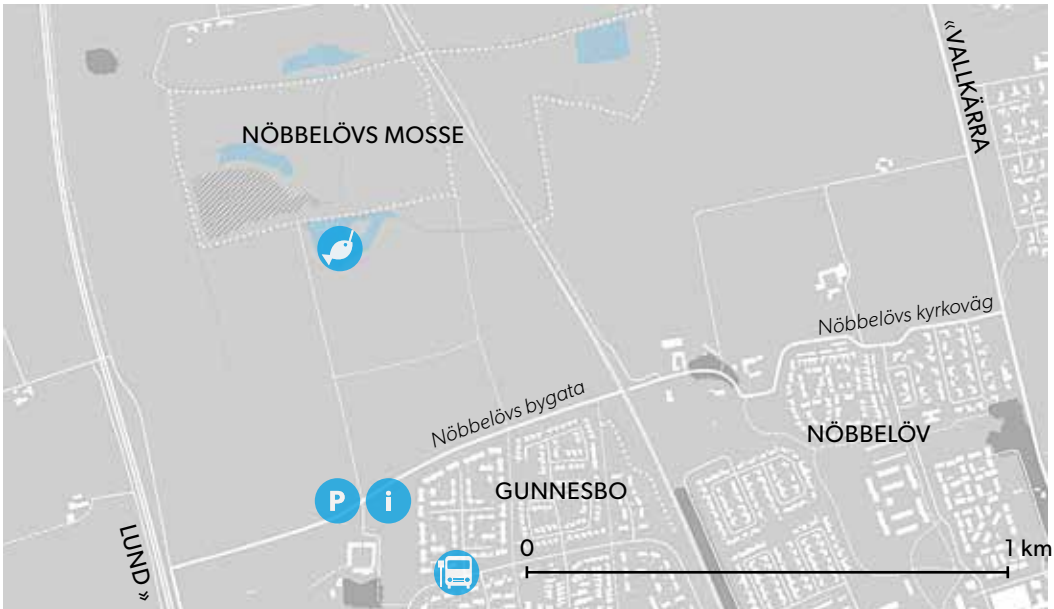 «VALLKÄRRA
NÖBBELÖVS MOSSE
Nöbbelövs kyrkoväg
Nöbbelövs bygata
NÖBBELÖV
GUNNESBO
P
i
LUND »
0
1 km